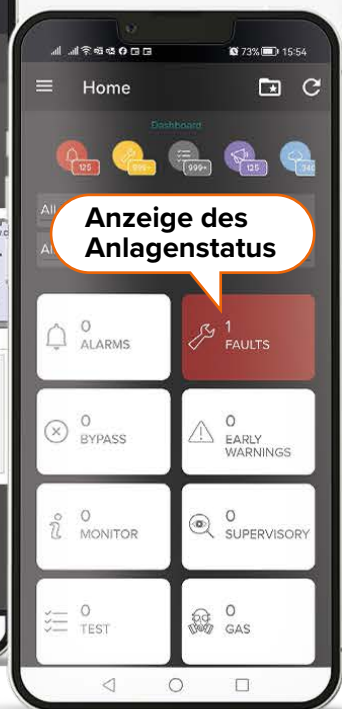 73% 15:54
Home
Dashboard
125 999+ 999+ 125
All
Anzeige des
Anlagenstatus
0
ALARMS
1
FAULTS
0
BYPASS
0
EARLY
WARNINGS
0
MONITOR
0
SUPERVISORY
0
TEST
0
GAS